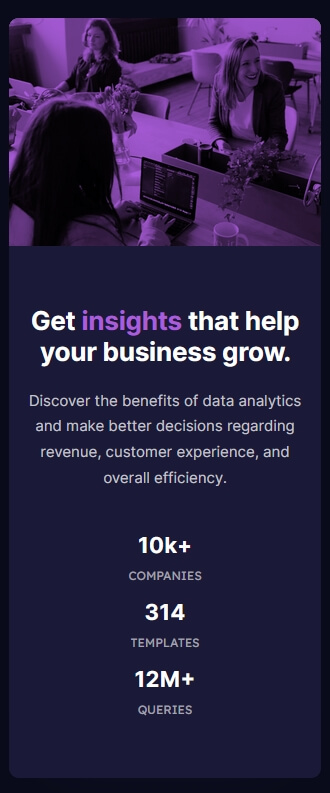 Get insights that help
your business grow.
Discover the benefits of data analytics
and make better decisions regarding
revenue, customer experience, and
overall efficiency.
10k+
COMPANIES
314
TEMPLATES
12M+
QUERIES